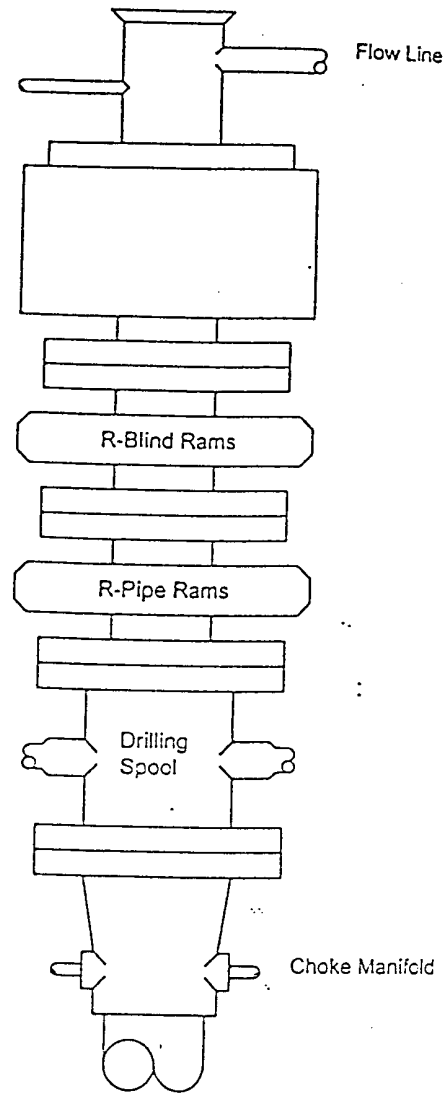 Flow Line
R-Blind Rams
R-Pipe Rams
Drilling
Spool
Choke Manifold